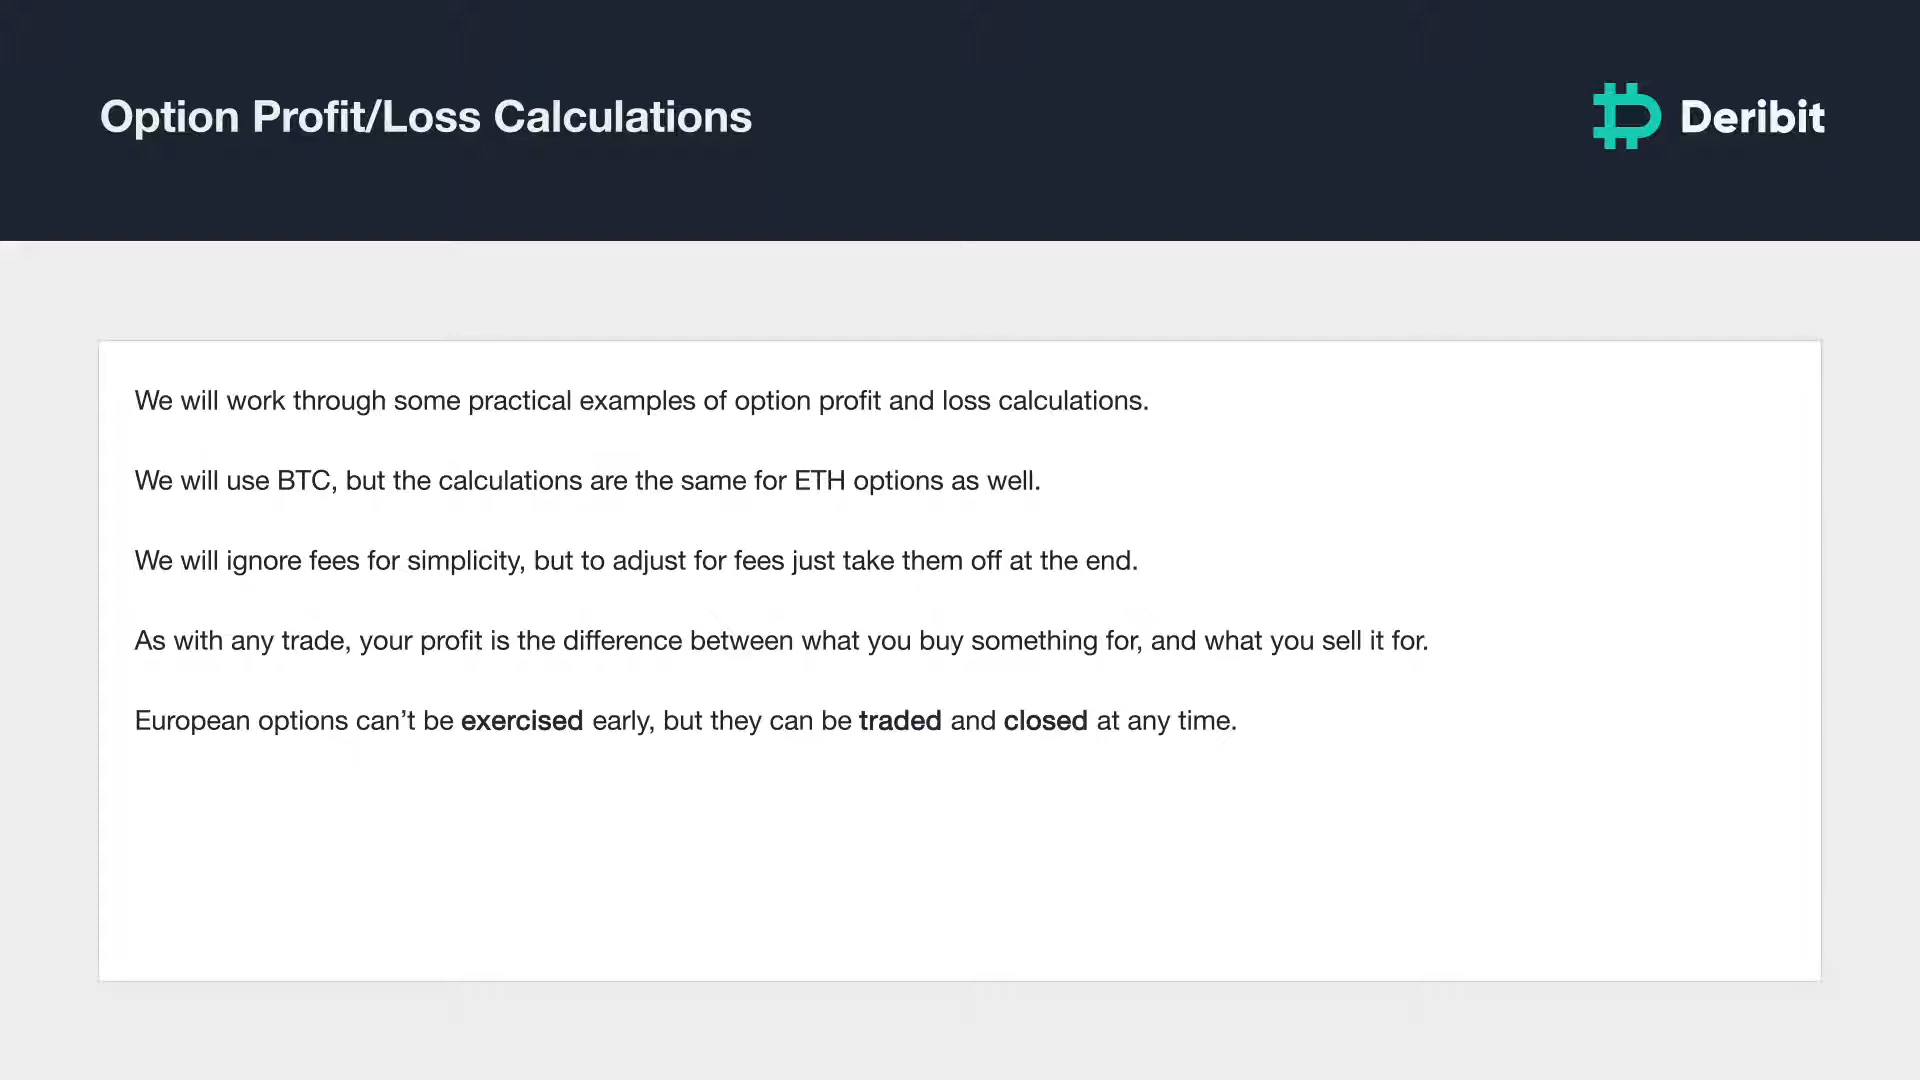 Option Profit/Loss Calculations
Deribit
We will work through some practical examples of option profit and loss calculations.
We will use BTC, but the calculations are the same for ETH options as well.
We will ignore fees for simplicity, but to adjust for fees just take them off at the end.
As with any trade, your profit is the difference between what you buy something for, and what you sell it for.
European options can’t be exercised early, but they can be traded and closed at any time.